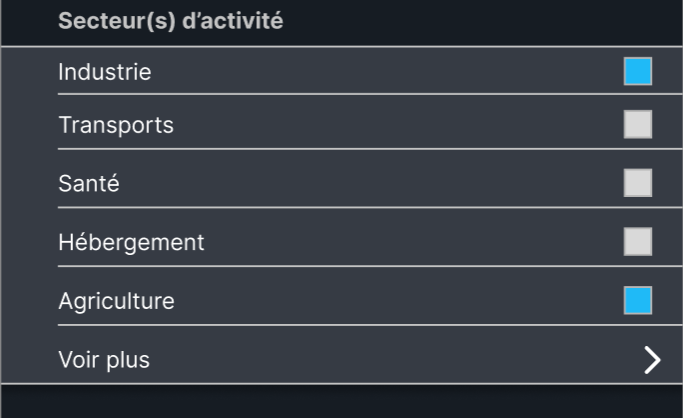 Secteur(s) d’activité
Industrie
Transports
Santé
Hébergement
Agriculture
Voir plus